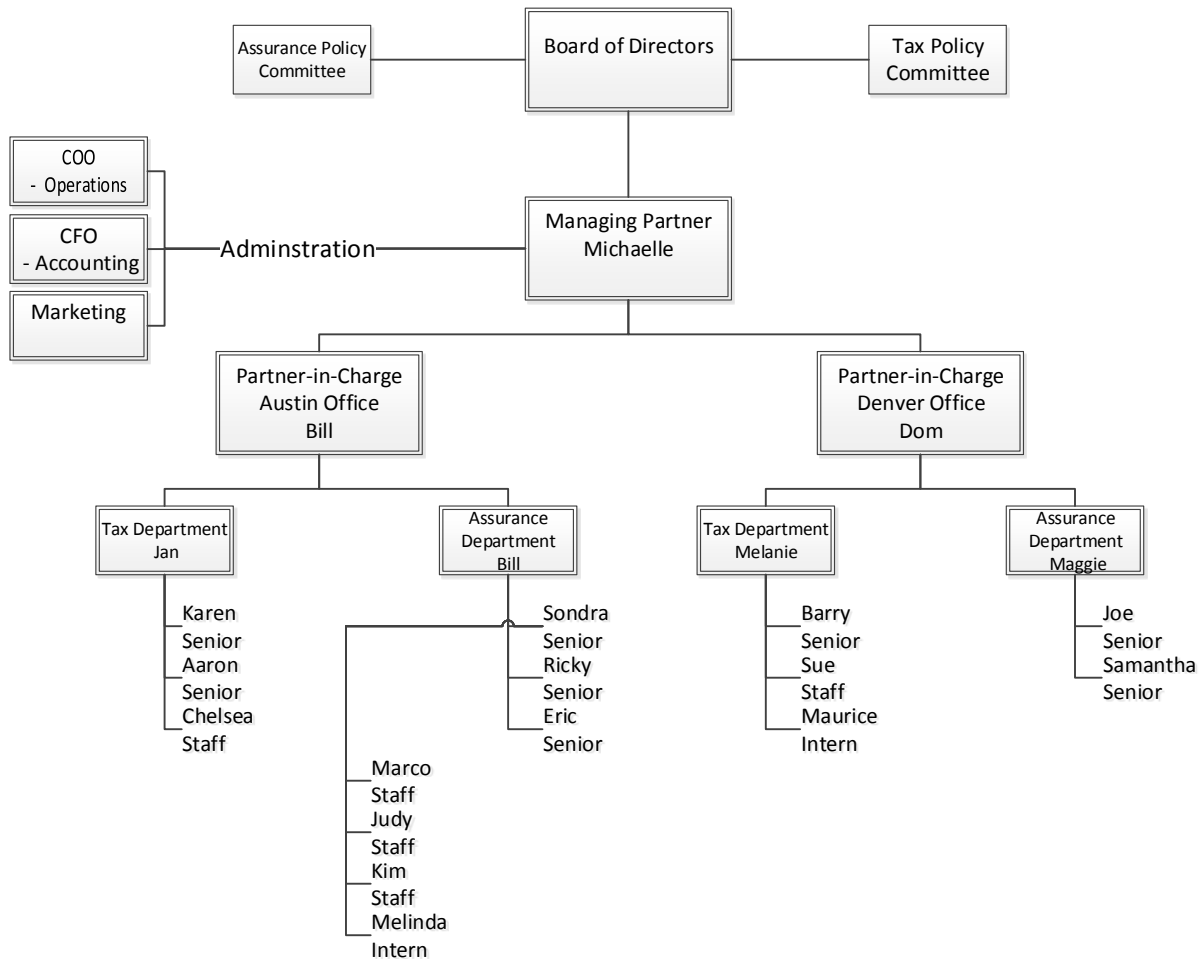 Assurance Policy
Committee
Board of Directors
Tax Policy
Committee
COO
- Operations
CFO
- Accounting
Marketing
Adminstration
Managing Partner
Michaelle
Partner-in-Charge
Austin Office
Bill
Partner-in-Charge
Denver Office
Dom
Tax Department
Jan
Assurance
Department
Bill
Tax Department
Melanie
Assurance
Department
Maggie
Karen
Senior
Aaron
Senior
Chelsea
Staff
Sondra
Senior
Ricky
Senior
Eric
Senior
Marco
Staff
Judy
Staff
Kim
Staff
Melinda
Intern
Barry
Senior
Sue
Staff
Maurice
Intern
Joe
Senior
Samantha
Senior